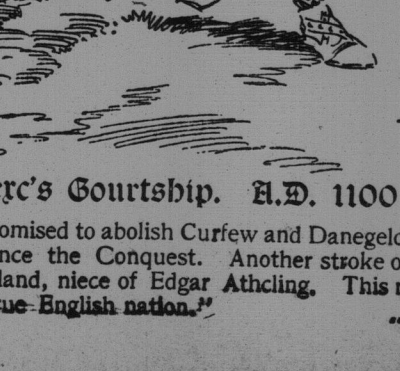 erc's Courtship. A.D. 1100
omised to abolish Curfew and Danegeld
nce the Conquest. Another stroke o
land, niece of Edgar Athcling. This
rue English nation."